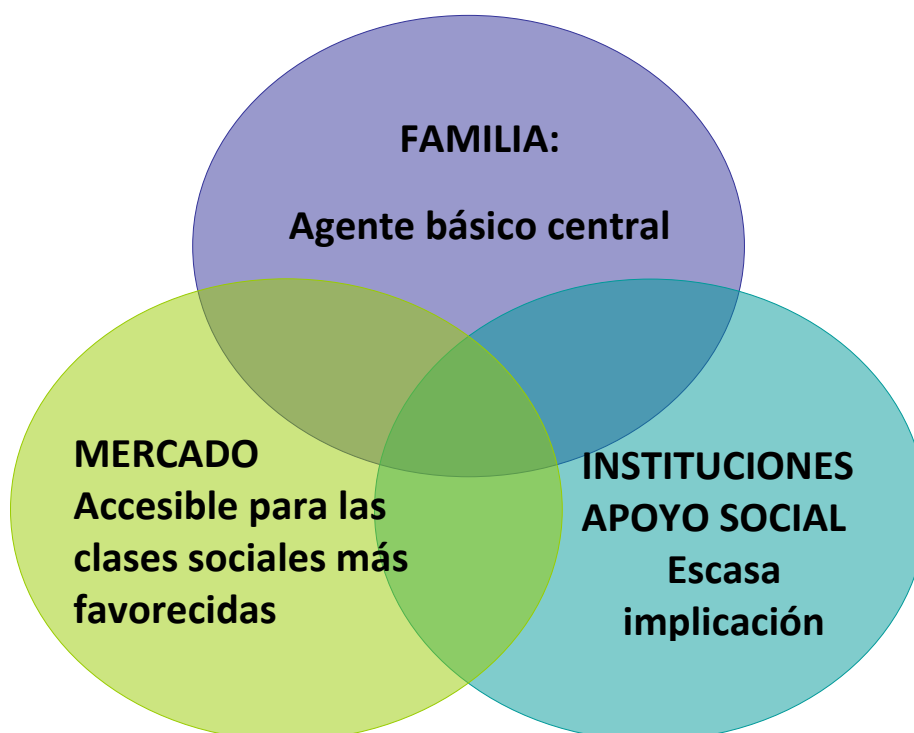 FAMILIA:
Agente básico central
MERCADO
Accesible para las
clases sociales más
favorecidas
INSTITUCIONES
APOYO SOCIAL
Escasa
implicación